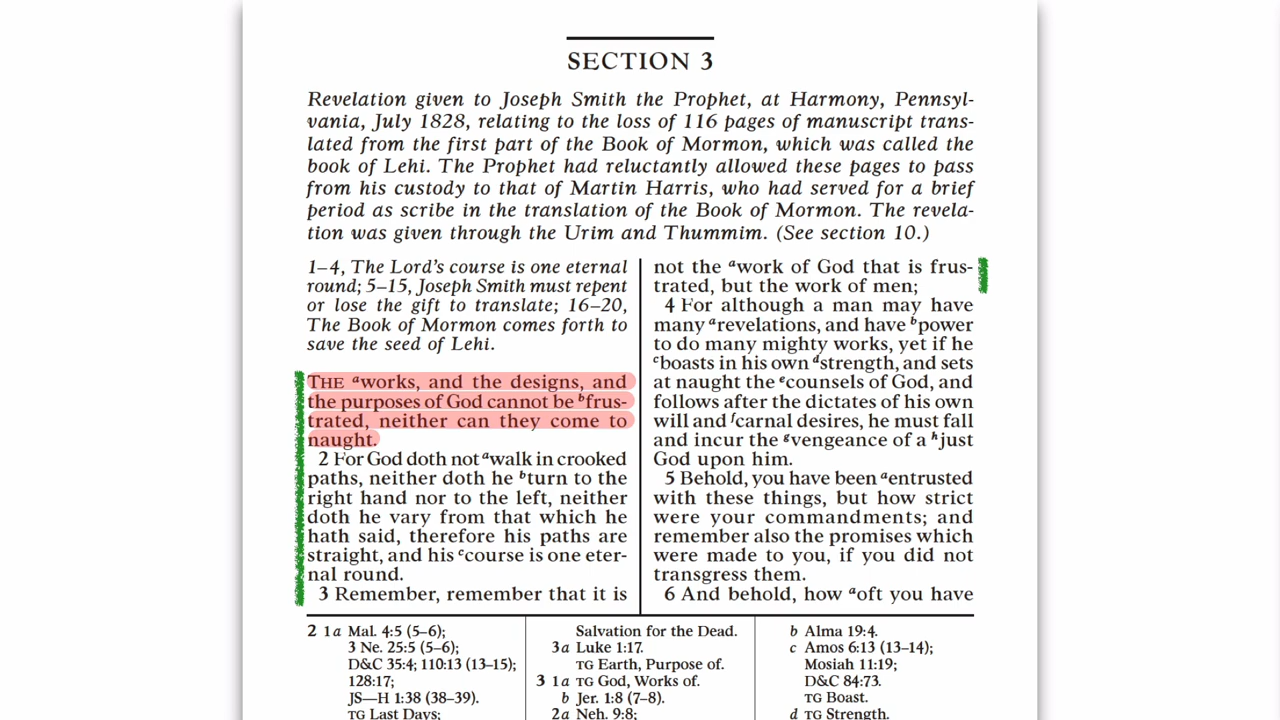 SECTION 3
Revelation given to Joseph Smith the Prophet, at Harmony, Pennsyl-
vania, July 1828, relating to the loss of 116 pages of manuscript trans-
lated from the first part of the Book of Mormon, which was called the
book of Lehi. The Prophet had reluctantly allowed these pages to pass
from his custody to that of Martin Harris, who had served for a brief
period as scribe in the translation of the Book of Mormon. The revela-
tion was given through the Urim and Thummim. (See section 10.)
1–4, The Lord's course is one eternal
round; 5–15, Joseph Smith must repent
or lose the gift to translate; 16–20,
The Book of Mormon comes forth to
save the seed of Lehi.
THE aworks, and the designs, and
the purposes of God cannot be bfrus-
trated, neither can they come to
naught.
2 For God doth not awalk in crooked
paths, neither doth he bturn to the
right hand nor to the left, neither
doth he vary from that which he
hath said, therefore his paths are
straight, and his ccourse is one eter-
nal round.
3 Remember, remember that it is
not the awork of God that is frus-
trated, but the work of men;
4 For although a man may have
many arevelations, and have bpower
to do many mighty works, yet if he
cboasts in his own dstrength, and sets
at naught the ecounsels of God, and
follows after the dictates of his own
will and fcarnal desires, he must fall
and incur the gvengeance of a hjust
God upon him.
5 Behold, you have been aentrusted
with these things, but how strict
were your commandments; and
remember also the promises which
were made to you, if you did not
transgress them.
6 And behold, how aoft you have
2 1a Mal. 4:5 (5–6);
3 Ne. 25:5 (5–6);
D&C 35:4; 110:13 (13–15);
128:17;
JS—H 1:38 (38–39).
TG Last Days;
Salvation for the Dead.
3a Luke 1:17.
TG Earth, Purpose of.
3 1a TG God, Works of.
b Jer. 1:8 (7–8).
2a Neh. 9:8;
b Alma 19:4.
c Amos 6:13 (13–14);
Mosiah 11:19;
D&C 84:73.
TG Boast.
d TG Strength.